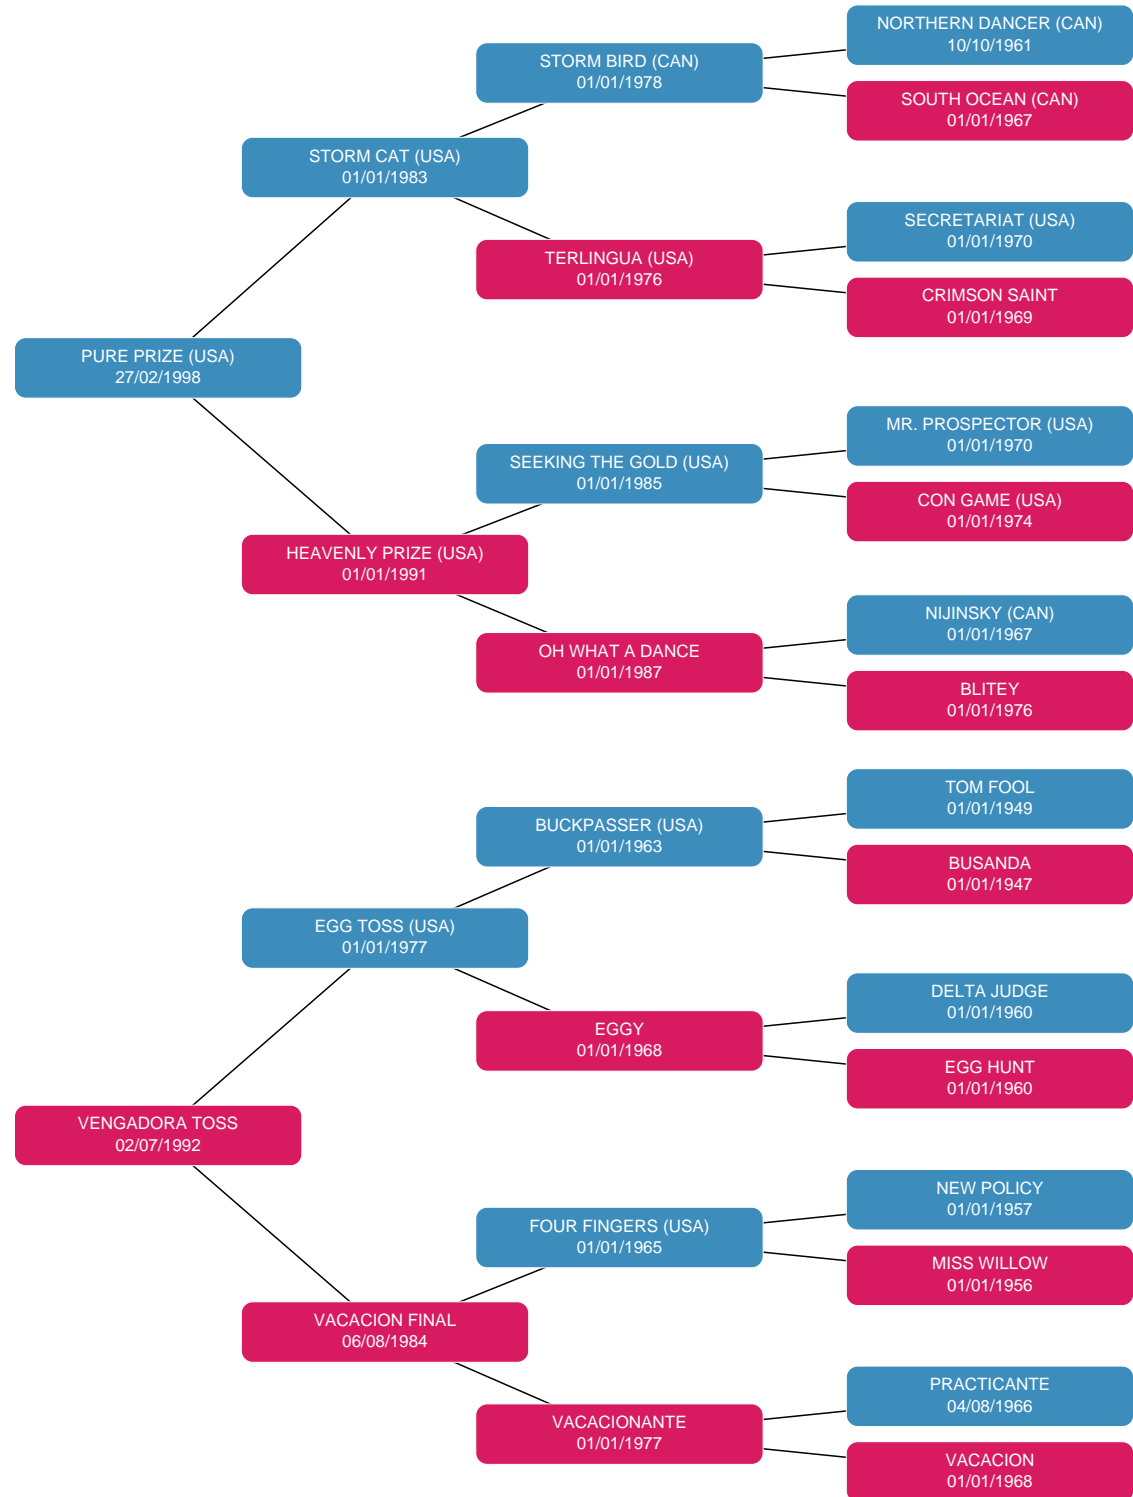 NORTHERN DANCER (CAN)
10/10/1961
STORM BIRD (CAN)
01/01/1978
SOUTH OCEAN (CAN)
01/01/1967
STORM CAT (USA)
01/01/1983
SECRETARIAT (USA)
01/01/1970
TERLINGUA (USA)
01/01/1976
CRIMSON SAINT
01/01/1969
PURE PRIZE (USA)
27/02/1998
MR. PROSPECTOR (USA)
01/01/1970
SEEKING THE GOLD (USA)
01/01/1985
CON GAME (USA)
01/01/1974
HEAVENLY PRIZE (USA)
01/01/1991
NIJINSKY (CAN)
01/01/1967
OH WHAT A DANCE
01/01/1987
BLITEY
01/01/1976
TOM FOOL
01/01/1949
BUCKPASSER (USA)
01/01/1963
BUSANDA
01/01/1947
EGG TOSS (USA)
01/01/1977
DELTA JUDGE
01/01/1960
EGGY
01/01/1968
EGG HUNT
01/01/1960
VENGADORA TOSS
02/07/1992
NEW POLICY
01/01/1957
FOUR FINGERS (USA)
01/01/1965
MISS WILLOW
01/01/1956
VACACION FINAL
06/08/1984
PRACTICANTE
04/08/1966
VACACIONANTE
01/01/1977
VACACION
01/01/1968